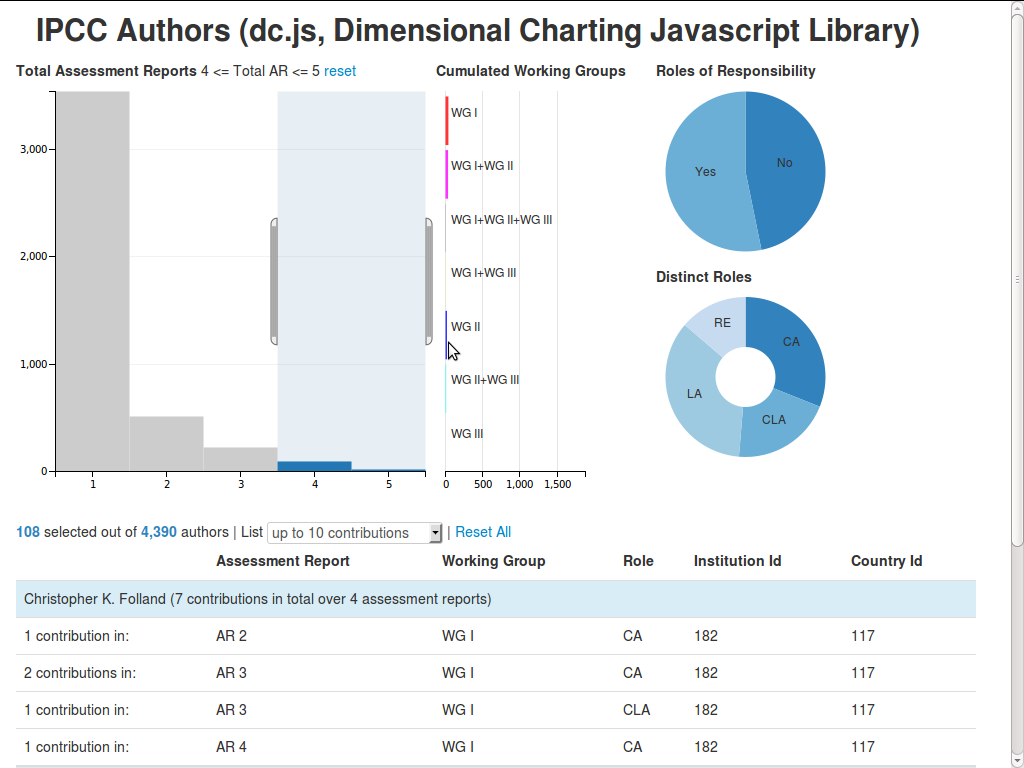 IPCC Authors (dc.js, Dimensional Charting Javascript Library)
Total Assessment Reports 4 <= Total AR <= 5 reset
Cumulated Working Groups
Roles of Responsibility
3,000
2,000
1,000
0
1 2 3 4 5
WG I
WG I+WG II
WG I+WG II+WG III
WG I+WG III
WG II
WG II+WG III
WG III
0 500 1,000 1,500
Yes
No
Distinct Roles
RE
CA
LA
CLA
108 selected out of 4,390 authors | List up to 10 contributions | Reset All
Assessment Report Working Group Role Institution Id Country Id
Christopher K. Folland (7 contributions in total over 4 assessment reports)
1 contribution in: AR 2 WG I CA 182 117
2 contributions in: AR 3 WG I CA 182 117
1 contribution in: AR 3 WG I CLA 182 117
1 contribution in: AR 4 WG I CA 182 117